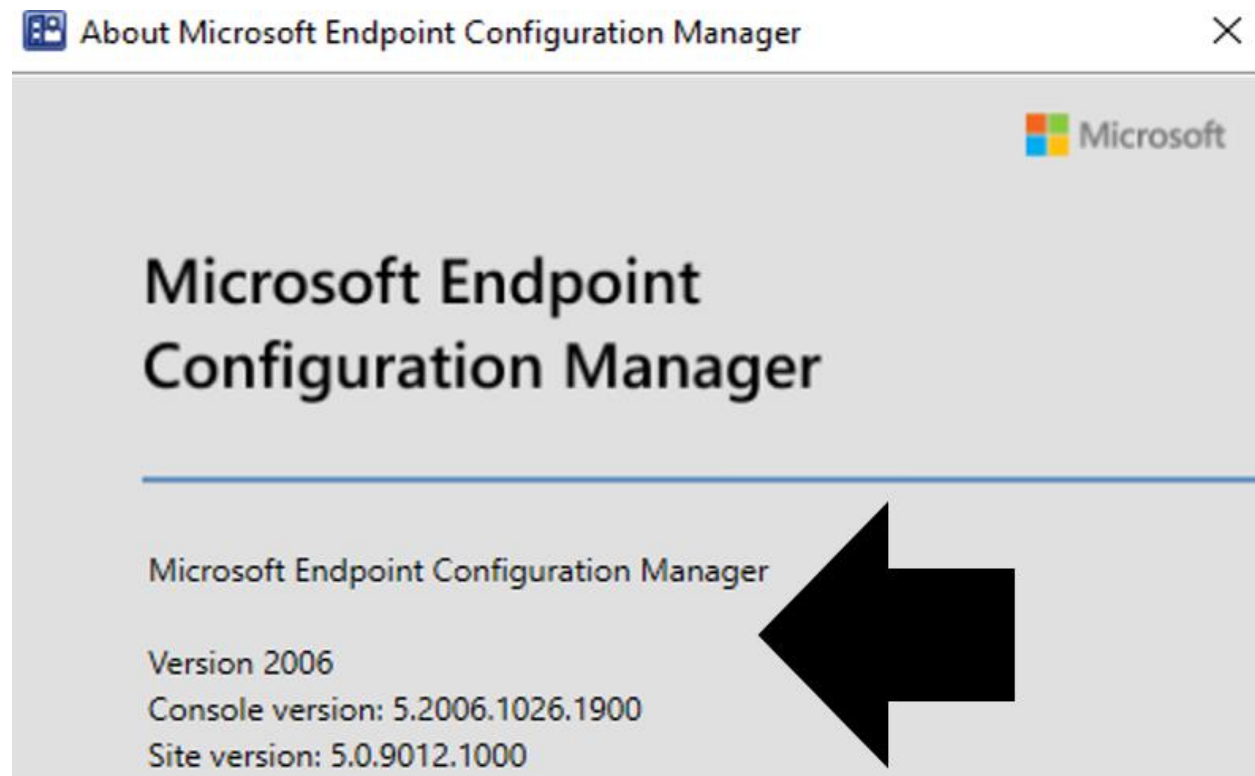 About Microsoft Endpoint Configuration Manager
Microsoft
Microsoft Endpoint
Configuration Manager
Microsoft Endpoint Configuration Manager
Version 2006
Console version: 5.2006.1026.1900
Site version: 5.0.9012.1000